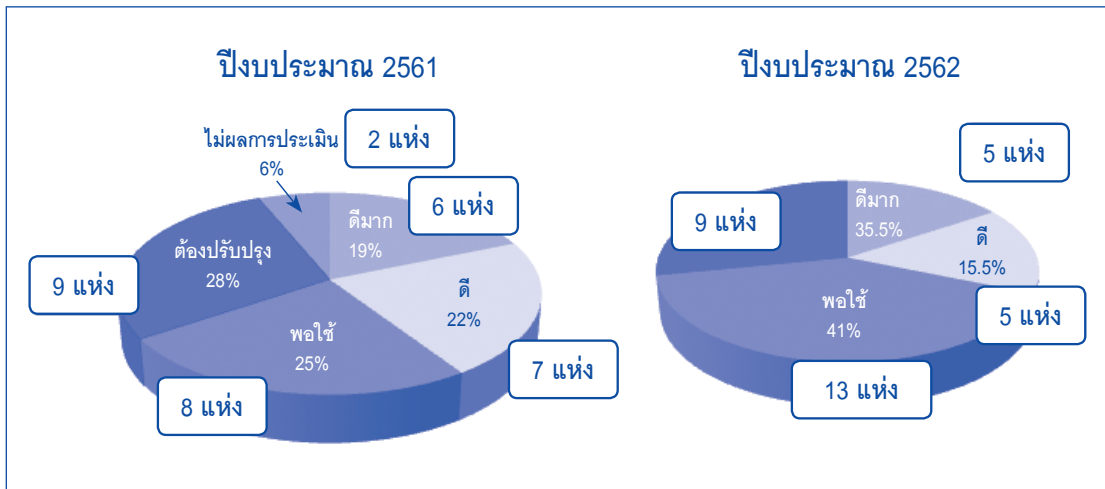 ปีงบประมาณ 2561
ไม่ผลการประเมิน
6%
2 แห่ง
ดีมาก
19%
6 แห่ง
ต้องปรับปรุง
28%
9 แห่ง
ดี
22%
7 แห่ง
พอใช้
25%
8 แห่ง
ปีงบประมาณ 2562
5 แห่ง
ดีมาก
35.5%
9 แห่ง
ดี
15.5%
5 แห่ง
พอใช้
41%
13 แห่ง